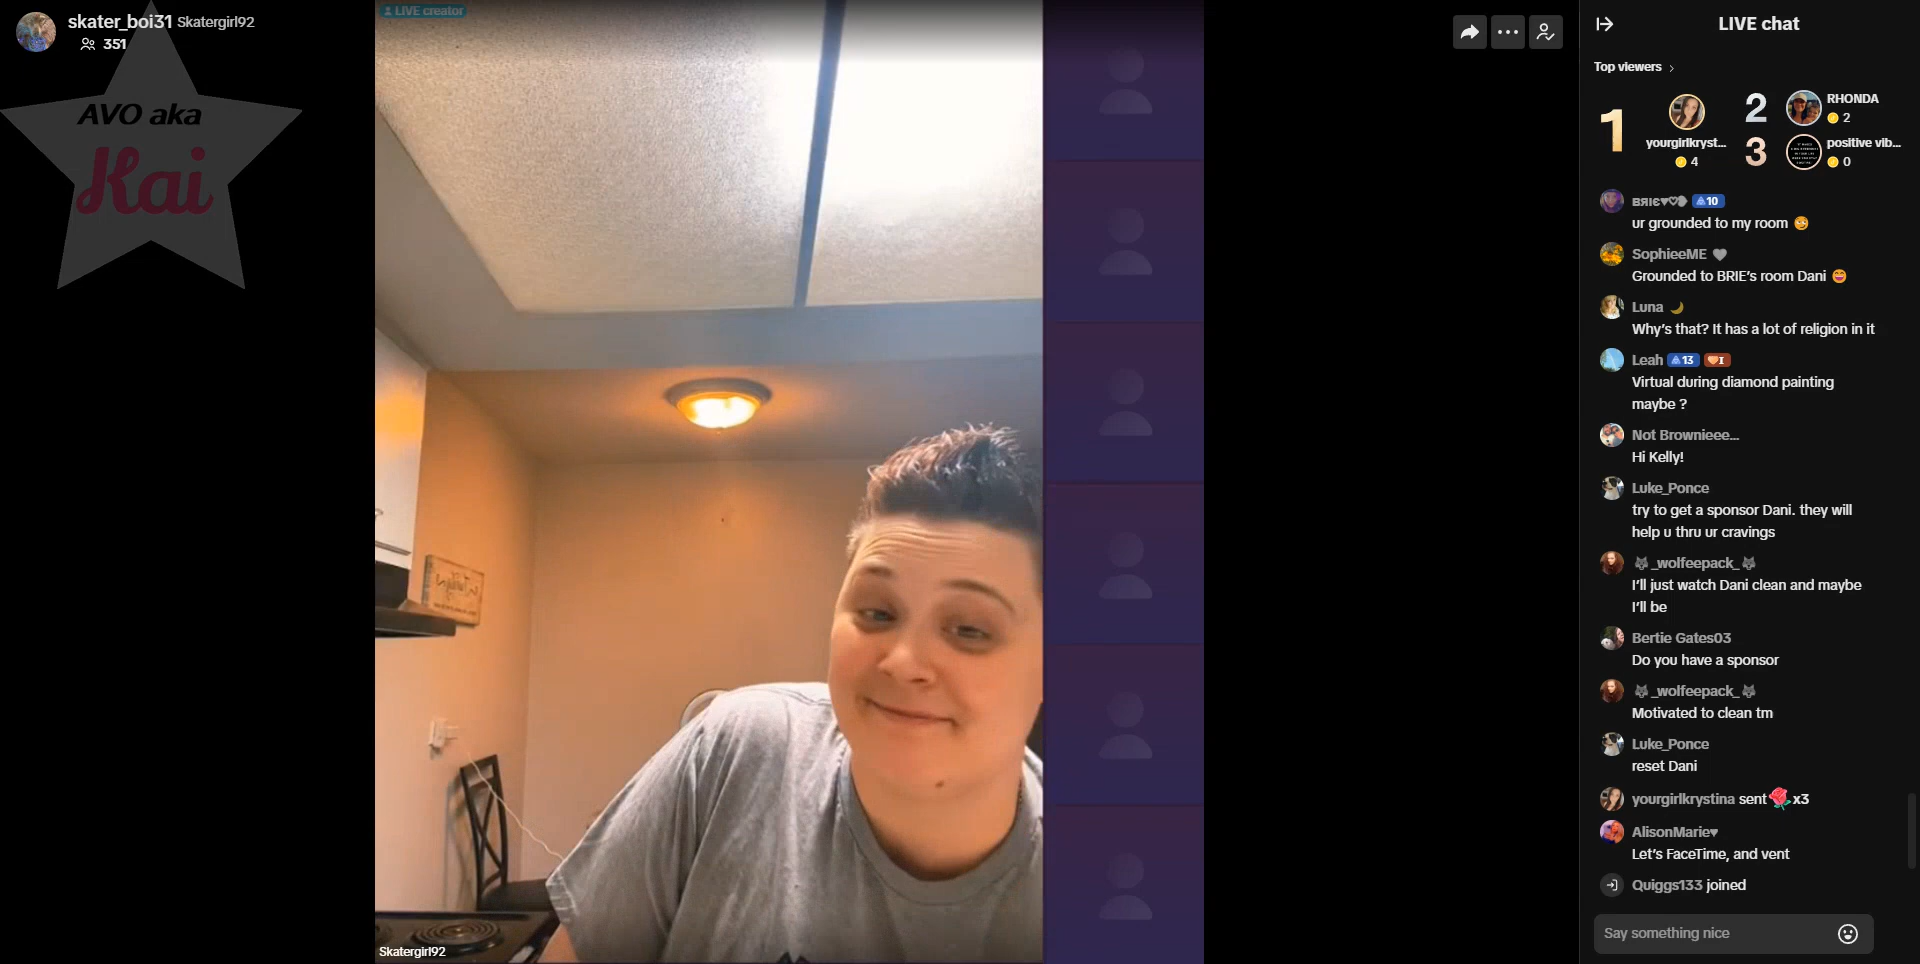 skater_boi31 Skatergirl92
351
AVO aka
Kai
LIVE creator
Skatergirl92
LIVE chat
Top viewers
1
yourgirlkryst...
4
2
RHONDA
2
3
positive vib...
0
ʙᴙɪᴇ♥♡ 10
ur grounded to my room 😏
SophieeME 🤍
Grounded to BRIE's room Dani 😄
Luna 🌙
Why's that? It has a lot of religion in it
Leah 13 I
Virtual during diamond painting
maybe ?
Not Brownieee...
Hi Kelly!
Luke_Ponce
try to get a sponsor Dani. they will
help u thru ur cravings
🐺_wolfeepack_🐺
I'll just watch Dani clean and maybe
I'll be
Bertie Gates03
Do you have a sponsor
🐺_wolfeepack_🐺
Motivated to clean tm
Luke_Ponce
reset Dani
yourgirlkrystina sent 🌹 x3
AlisonMarie♥
Let's FaceTime, and vent
Quiggs133 joined
Say something nice